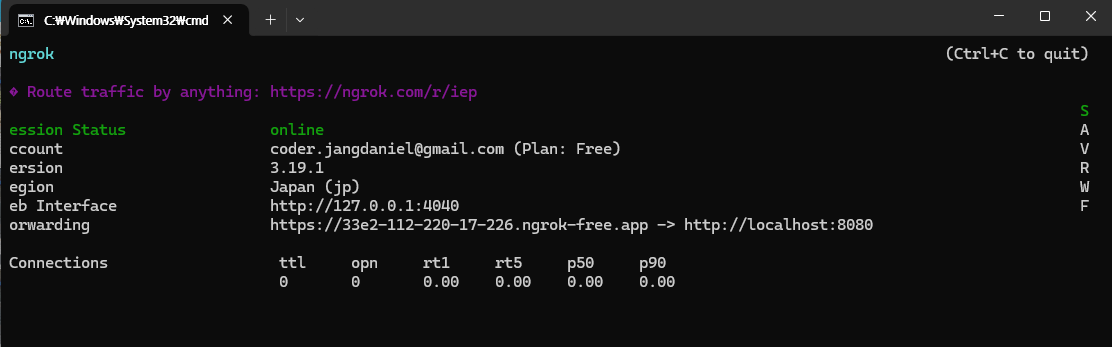 C:₩Windows₩System32₩cmd
ngrok (Ctrl+C to quit)
� Route traffic by anything: https://ngrok.com/r/iep
S
ession Status online A
ccount coder.jangdaniel@gmail.com (Plan: Free) V
ersion 3.19.1 R
egion Japan (jp) W
eb Interface http://127.0.0.1:4040 F
orwarding https://33e2-112-220-17-226.ngrok-free.app -> http://localhost:8080
Connections ttl opn rt1 rt5 p50 p90
0 0 0.00 0.00 0.00 0.00